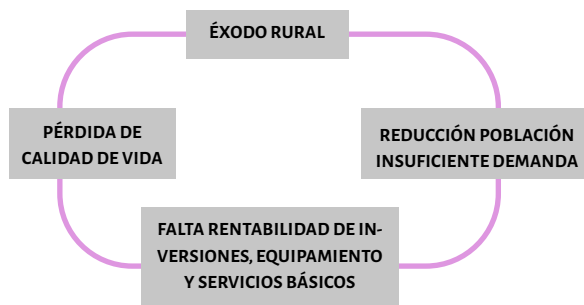 ÉXODO RURAL
PÉRDIDA DE
CALIDAD DE VIDA
REDUCCIÓN POBLACIÓN
INSUFICIENTE DEMANDA
FALTA RENTABILIDAD DE IN-
VERSIONES, EQUIPAMIENTO
Y SERVICIOS BÁSICOS